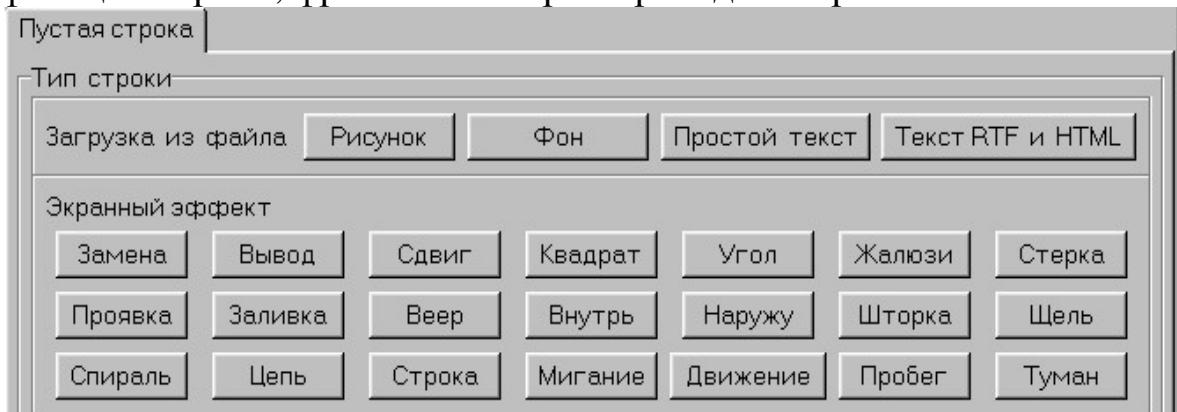 Пустая строка
Тип строки
Загрузка из файла Рисунок Фон Простой текст Текст RTF и HTML
Экранный эффект
Замена Вывод Сдвиг Квадрат Угол Жалюзи Стерка
Проявка Заливка Веер Внутрь Наружу Шторка Щель
Спираль Цепь Строка Мигание Движение Пробег Туман